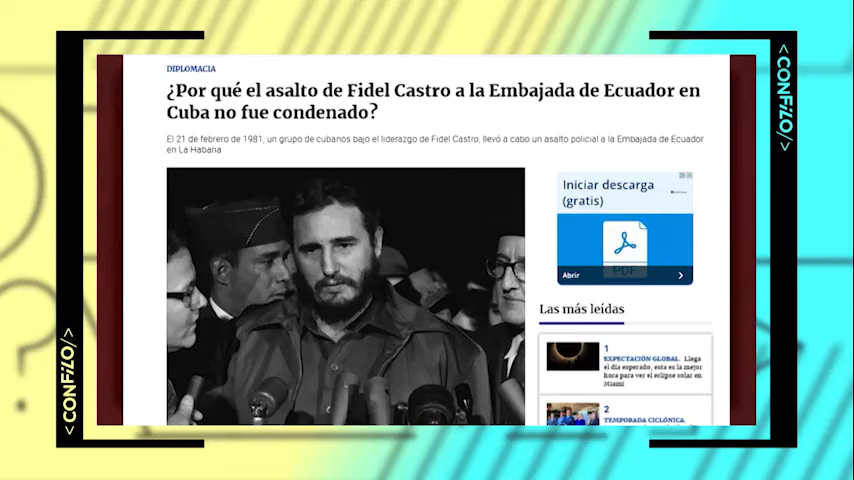 DIPLOMACIA
¿Por qué el asalto de Fidel Castro a la Embajada de Ecuador en
Cuba no fue condenado?
El 21 de febrero de 1981, un grupo de cubanos bajo el liderazgo de Fidel Castro, llevó a cabo un asalto policial a la Embajada de Ecuador
en La Habana
Iniciar descarga
(gratis)
PDF
Abrir
Las más leídas
1
EXPECTACIÓN GLOBAL. Llega
el día esperado, esta es la mejor
hora para ver el eclipse solar en
Miami
2
TEMPORADA CICLÓNICA.
<CONFILO/>
<CONFILO/>